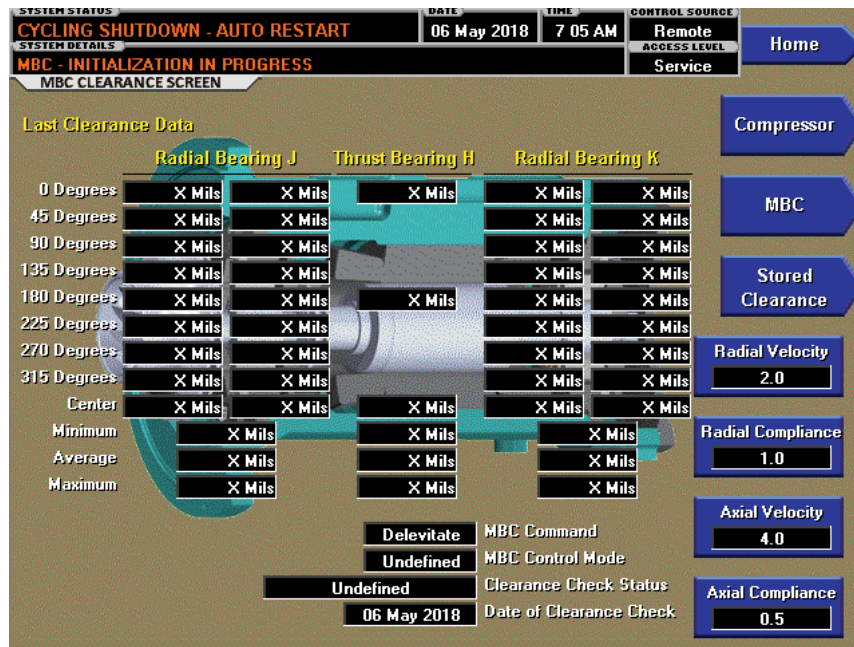 SYSTEM STATUS
CYCLING SHUTDOWN - AUTO RESTART
DATE
06 May 2018
TIME
7 05 AM
CONTROL SOURCE
Remote
Home
SYSTEM DETAILS
MBC - INITIALIZATION IN PROGRESS
ACCESS LEVEL
Service
MBC CLEARANCE SCREEN
Last Clearance Data
Compressor
Radial Bearing J Thrust Bearing H Radial Bearing K
0 Degrees X Mils X Mils X Mils X Mils X Mils
MBC
45 Degrees X Mils X Mils X Mils X Mils
90 Degrees X Mils X Mils X Mils X Mils
135 Degrees X Mils X Mils X Mils X Mils
Stored
Clearance
180 Degrees X Mils X Mils X Mils X Mils X Mils
225 Degrees X Mils X Mils X Mils X Mils
270 Degrees X Mils X Mils X Mils X Mils
Radial Velocity
2.0
315 Degrees X Mils X Mils X Mils X Mils
Center X Mils X Mils X Mils X Mils X Mils
Minimum X Mils X Mils X Mils
Radial Compliance
1.0
Average X Mils X Mils X Mils
Maximum X Mils X Mils X Mils
Axial Velocity
4.0
Delevitate MBC Command
Undefined MBC Control Mode
Undefined Clearance Check Status
Axial Compliance
0.5
06 May 2018 Date of Clearance Check